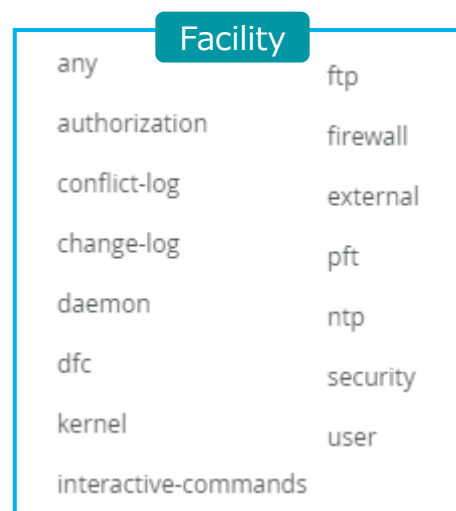 Facility
any
authorization
conflict-log
change-log
daemon
dfc
kernel
interactive-commands
ftp
firewall
external
pft
ntp
security
user